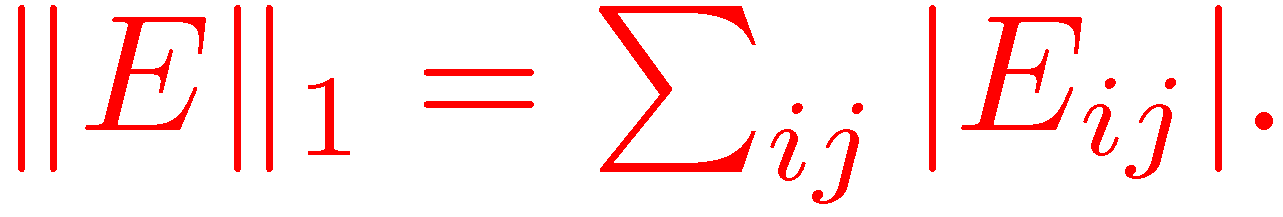 ‖E‖₁ = ∑ᵢⱼ |Eᵢⱼ|.